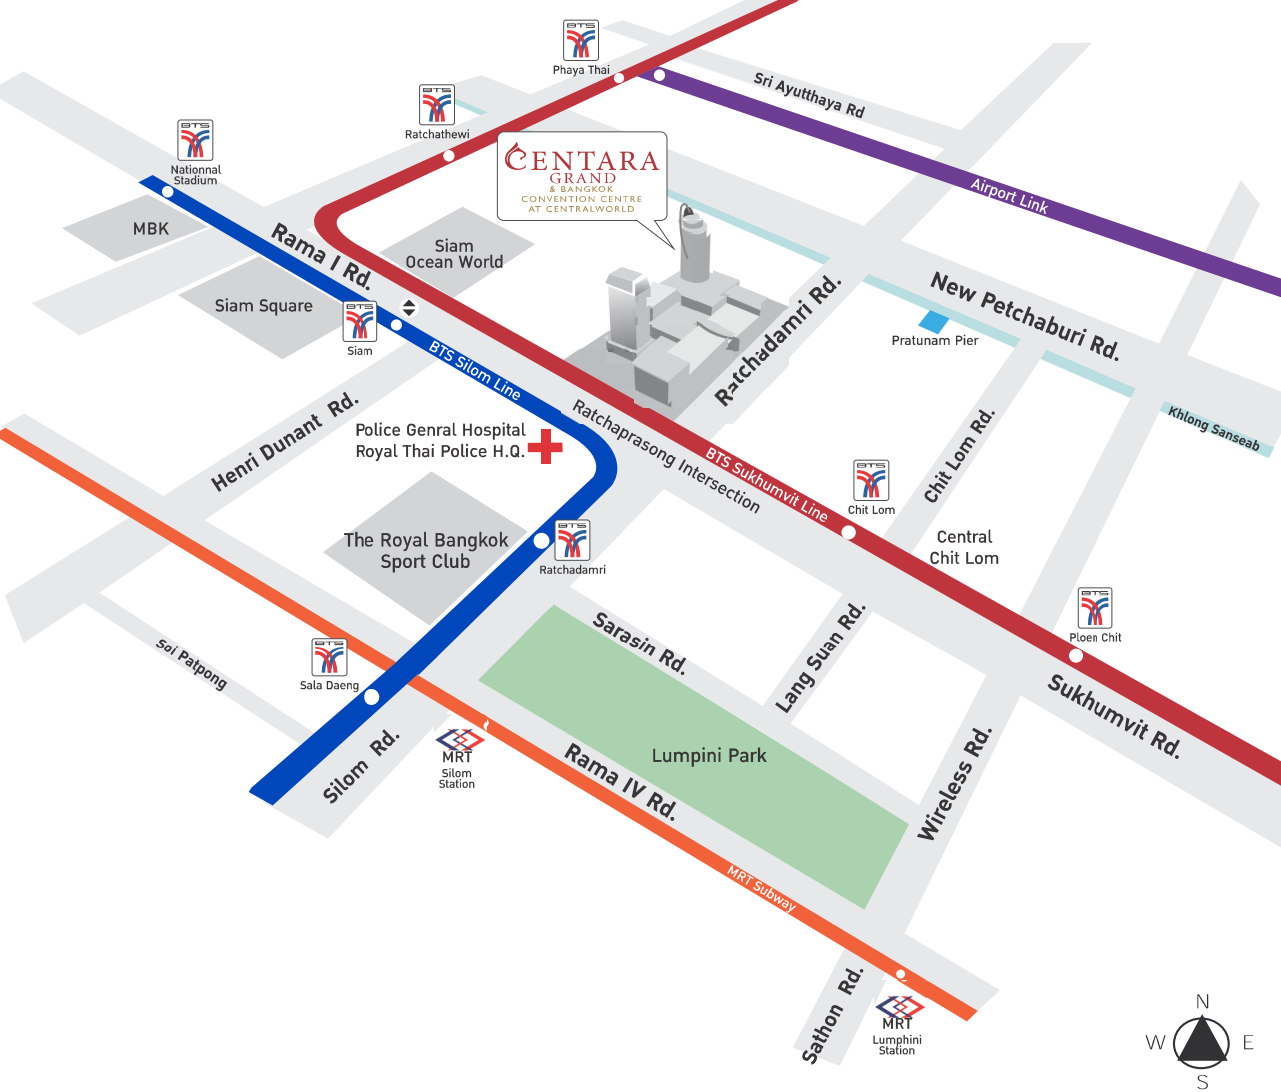 BTS
Phaya Thai
Sri Ayutthaya Rd
BTS
Ratchathewi
BTS
Nationnal
Stadium
CENTARA
GRAND
& BANGKOK
CONVENTION CENTRE
AT CENTRALWORLD
Airport Link
MBK
Rama I Rd.
Siam
Ocean World
Siam Square
BTS
Siam
Ratchadamri Rd.
New Petchaburi Rd.
Pratunam Pier
BTS Silom Line
Khlong Sanseab
Henri Dunant Rd.
Police Genral Hospital
Royal Thai Police H.Q.
Ratchaprasong Intersection
BTS Sukhumvit Line
Chit Lom Rd.
BTS
Chit Lom
Central
Chit Lom
The Royal Bangkok
Sport Club
BTS
Ratchadamri
BTS
Ploen Chit
Sarasin Rd.
Lang Suan Rd.
Soi Patpong
BTS
Sala Daeng
Sukhumvit Rd.
Silom Rd.
MRT
Silom
Station
Rama IV Rd.
Lumpini Park
Wireless Rd.
MRT Subway
Sathon Rd.
MRT
Lumphini
Station
N
W
E
S